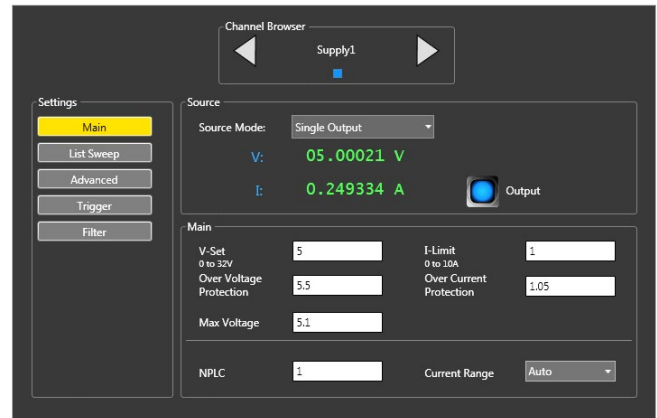 Channel Browser
Supply1
Settings
Main
List Sweep
Advanced
Trigger
Filter
Source
Source Mode: Single Output
V: 05.00021 V
I: 0.249334 A
Output
Main
V-Set 5
0 to 32V
I-Limit 1
0 to 10A
Over Voltage
Protection 5.5
Over Current
Protection 1.05
Max Voltage 5.1
NPLC 1
Current Range Auto